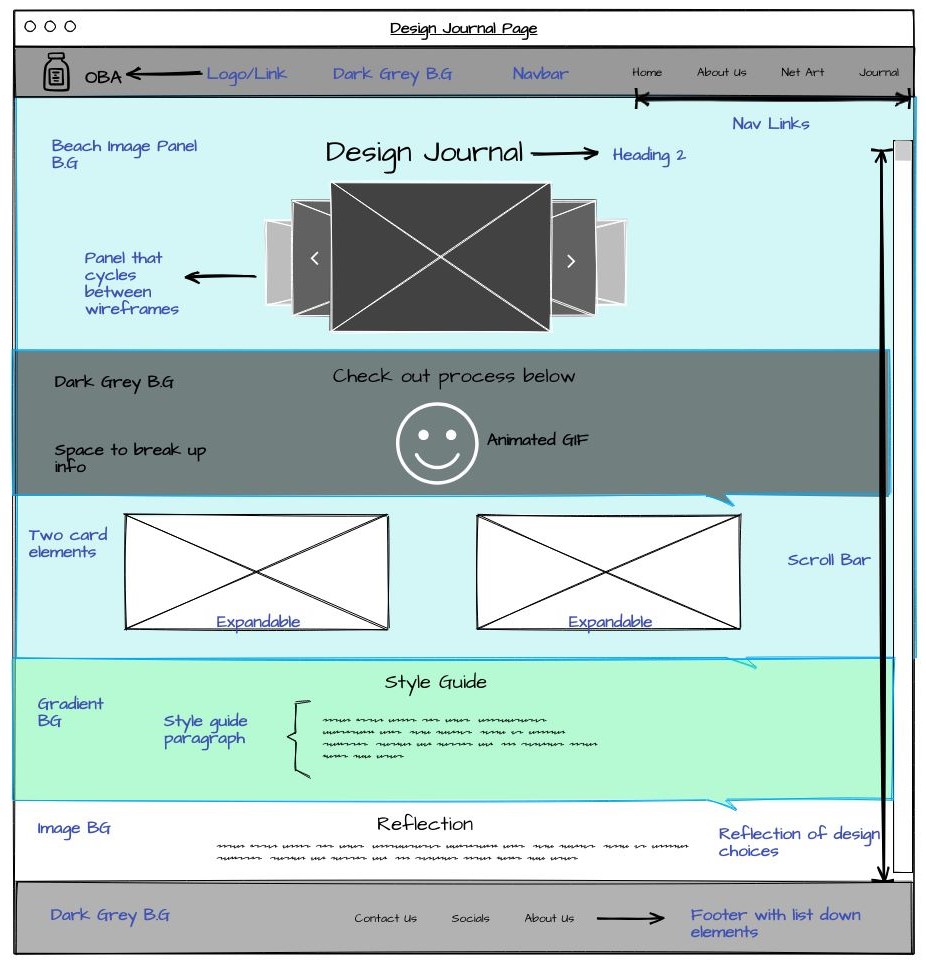 Design Journal Page
OBA
Logo/Link
Dark Grey B.G
Navbar
Home
About Us
Net Art
Journal
Nav Links
Beach Image Panel
B.G
Design Journal
Heading 2
Panel that
cycles
between
wireframes
Dark Grey B.G
Check out process below
Space to break up
info
Animated GIF
Two card
elements
Expandable
Expandable
Scroll Bar
Style Guide
Gradient
BG
Style guide
paragraph
Image BG
Reflection
Reflection of design
choices
Dark Grey B.G
Contact Us
Socials
About Us
Footer with list down
elements